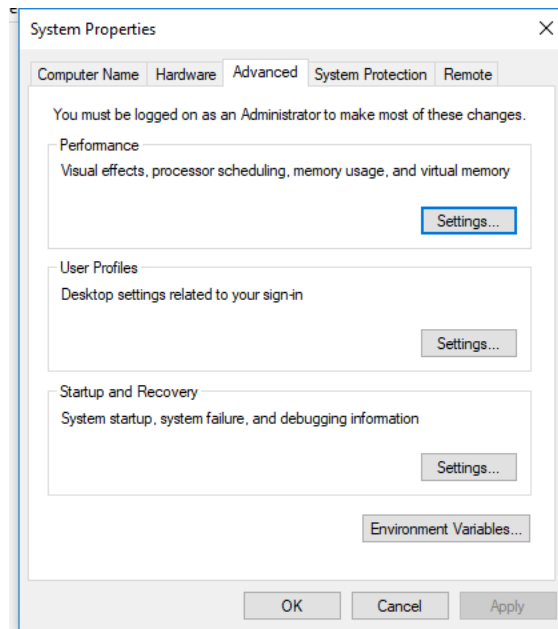 System Properties
Computer Name Hardware Advanced System Protection Remote
You must be logged on as an Administrator to make most of these changes.
Performance
Visual effects, processor scheduling, memory usage, and virtual memory
Settings...
User Profiles
Desktop settings related to your sign-in
Settings...
Startup and Recovery
System startup, system failure, and debugging information
Settings...
Environment Variables...
OK Cancel Apply